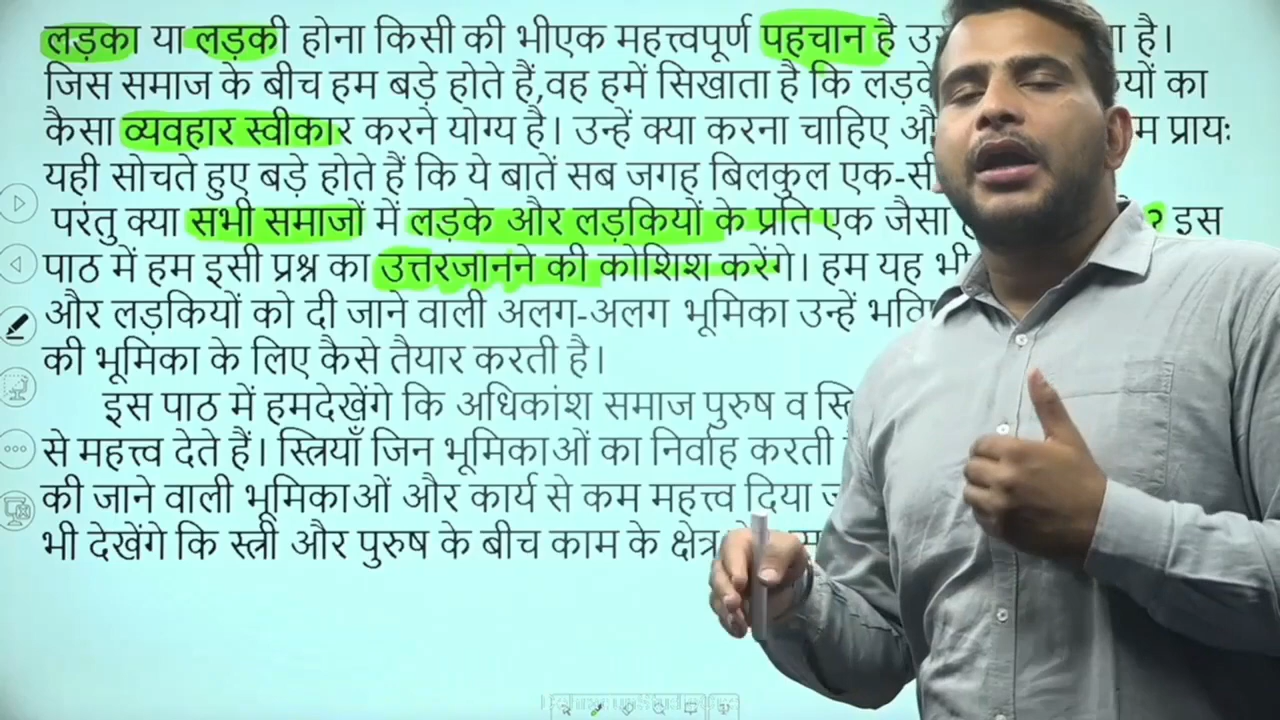 लड़का या लड़की होना किसी की भीएक महत्त्वपूर्ण पहचान है है।
जिस समाज के बीच हम बड़े होते हैं,वह हमें सिखाता है कि का
कैसा व्यवहार स्वीकार करने योग्य है। उन्हें क्या करना चाहिए प्रायः
यही सोचते हुए बड़े होते हैं कि ये बातें सब जगह बिलकुल
परंतु क्या सभी समाजों में लड़के और लड़कियों के प्रति एक जैसा ? इस
पाठ में हम इसी प्रश्न का उत्तरजानने की कोशिश करेंगे। हम यह भी
और लड़कियों को दी जाने वाली अलग-अलग भूमिका उन्हें
की भूमिका के लिए कैसे तैयार करती है।
इस पाठ में हमदेखेंगे कि अधिकांश समाज पुरुष व
से महत्त्व देते हैं। स्त्रियाँ जिन भूमिकाओं का निर्वाह करती
की जाने वाली भूमिकाओं और कार्य से कम महत्त्व दिया
भी देखेंगे कि स्त्री और पुरुष के बीच काम के